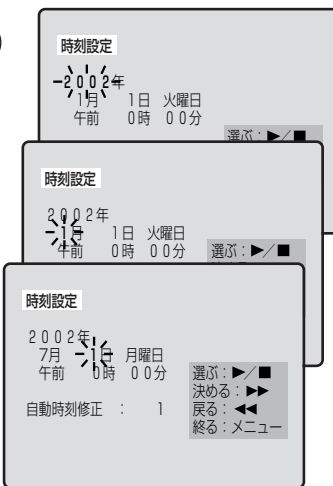 時刻設定
2002年
1月 1日 火曜日
午前 0時 00分
選ぶ:▶/■
時刻設定
2002年
1月 1日 火曜日
午前 0時 00分
選ぶ:▶/■
時刻設定
2002年
7月 1日 月曜日
午前 0時 00分
自動時刻修正 : 1
選ぶ:▶/■
決める:▶▶
戻る:◀◀
終る:メニュー